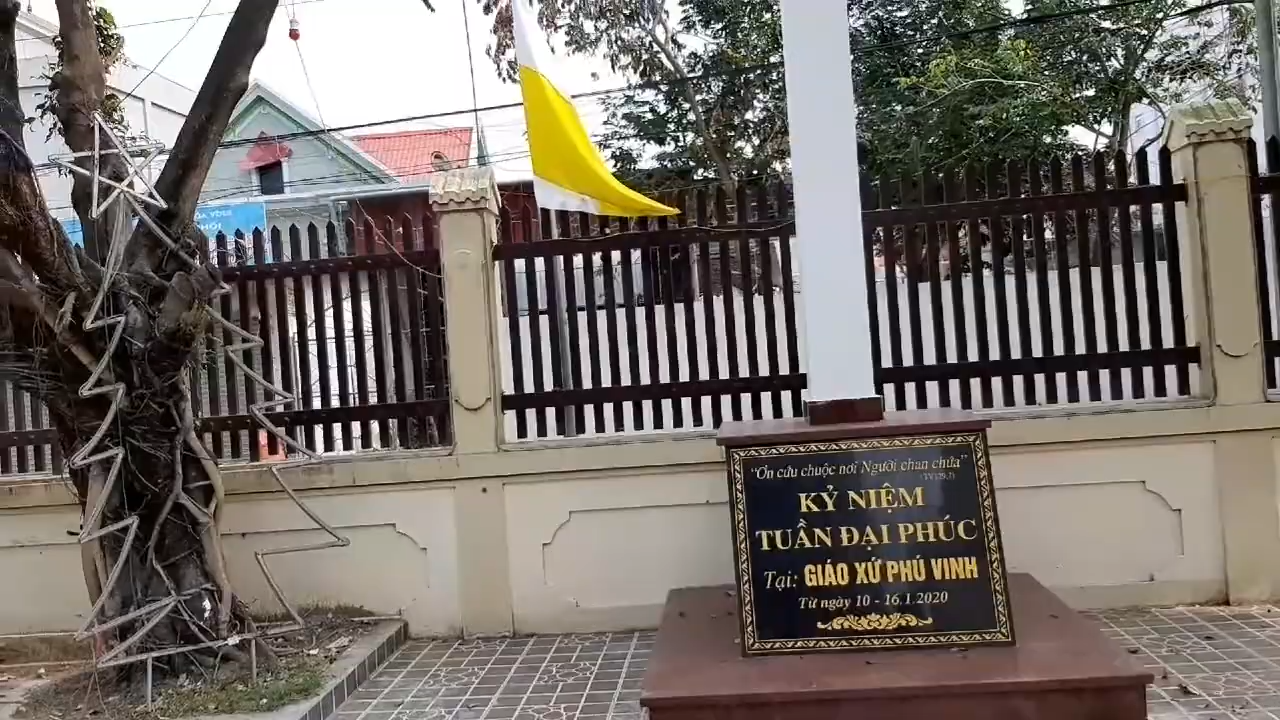 “Ơn cứu chuộc nơi Người chan chứa”
KỶ NIỆM
TUẦN ĐẠI PHÚC
Tại: GIÁO XỨ PHÚ VINH
Từ ngày 10 - 16.1.2020